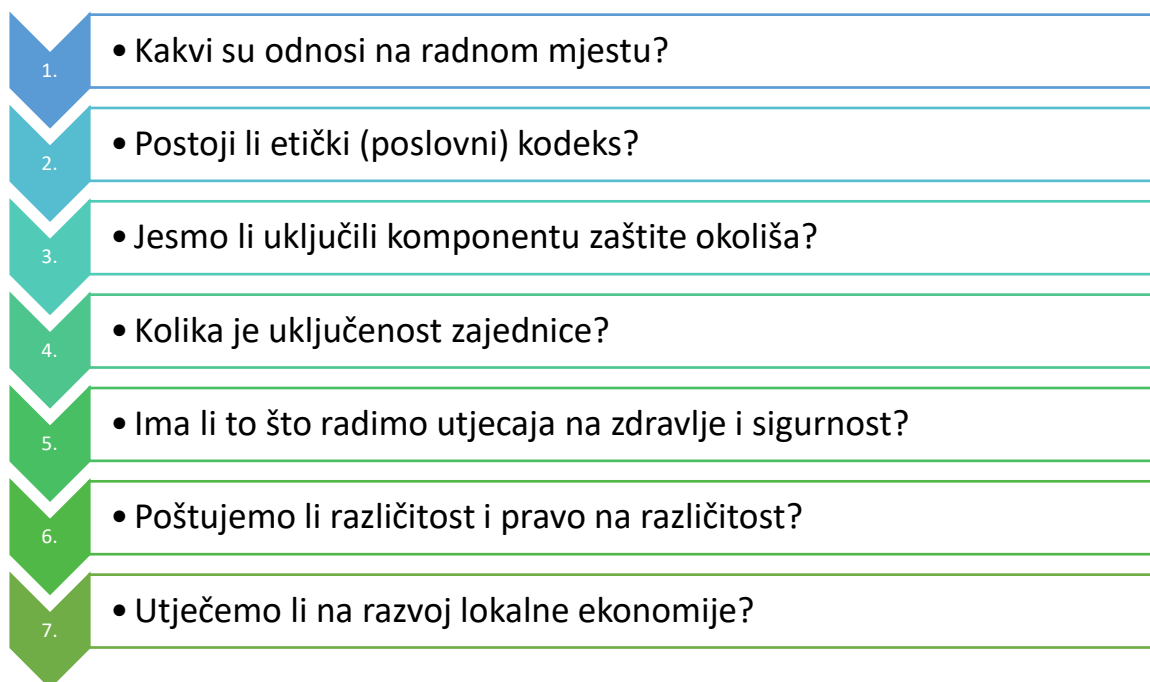 1. • Kakvi su odnosi na radnom mjestu?
2. • Postoji li etički (poslovni) kodeks?
3. • Jesmo li uključili komponentu zaštite okoliša?
4. • Kolika je uključenost zajednice?
5. • Ima li to što radimo utjecaja na zdravlje i sigurnost?
6. • Poštujemo li različitost i pravo na različitost?
7. • Utječemo li na razvoj lokalne ekonomije?